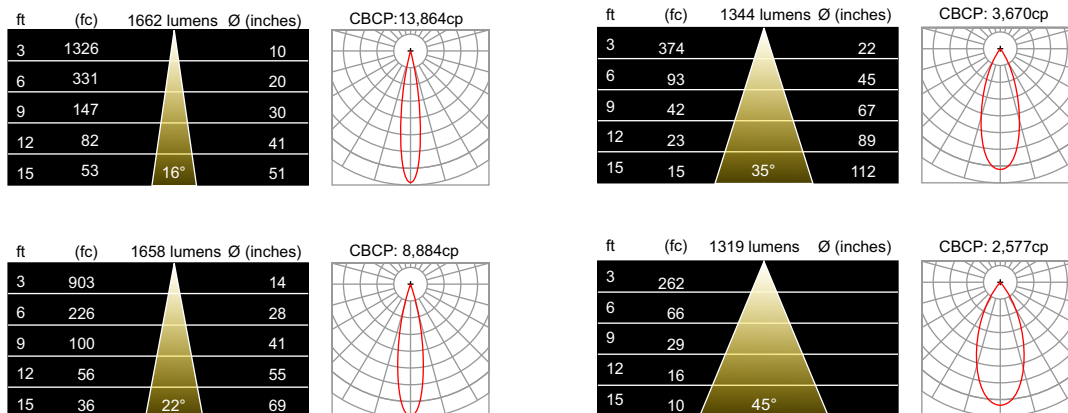 ft (fc) 1662 lumens Ø (inches) CBCP:13,864cp
3 1326 10
6 331 20
9 147 30
12 82 41
15 53 16° 51
ft (fc) 1344 lumens Ø (inches) CBCP: 3,670cp
3 374 22
6 93 45
9 42 67
12 23 89
15 15 35° 112
ft (fc) 1658 lumens Ø (inches) CBCP: 8,884cp
3 903 14
6 226 28
9 100 41
12 56 55
15 36 22° 69
ft (fc) 1319 lumens Ø (inches) CBCP: 2,577cp
3 262
6 66
9 29
12 16
15 10 45°